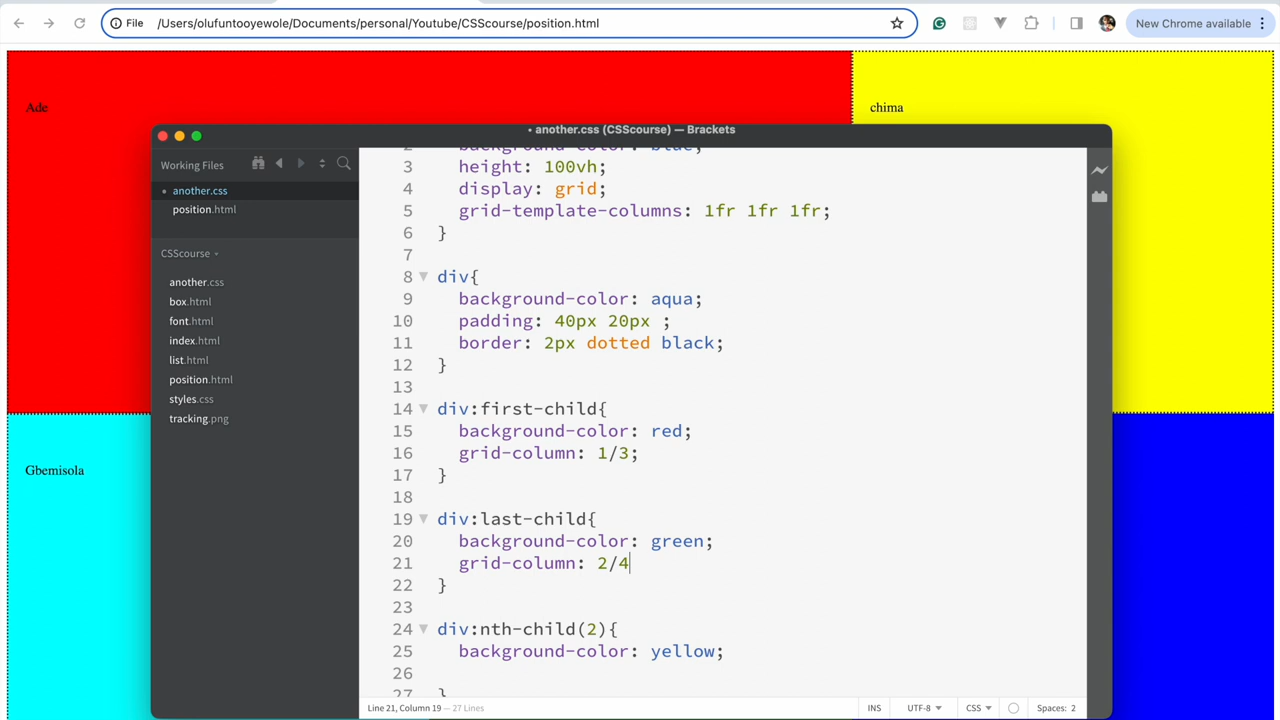 File /Users/olufuntooyewole/Documents/personal/Youtube/CSScourse/position.html New Chrome available
Ade
chima
• another.css (CSScourse) — Brackets
Working Files
another.css
position.html
CSScourse
another.css
box.html
font.html
index.html
list.html
position.html
styles.css
tracking.png
2 background-color: blue;
3 height: 100vh;
4 display: grid;
5 grid-template-columns: 1fr 1fr 1fr;
6 }
7
8 div{
9 background-color: aqua;
10 padding: 40px 20px ;
11 border: 2px dotted black;
12 }
13
14 div:first-child{
15 background-color: red;
16 grid-column: 1/3;
17 }
18
19 div:last-child{
20 background-color: green;
21 grid-column: 2/4
22 }
23
24 div:nth-child(2){
25 background-color: yellow;
26
27 }
Gbemisola
Line 21, Column 19 — 27 Lines
INS UTF-8 CSS Spaces: 2